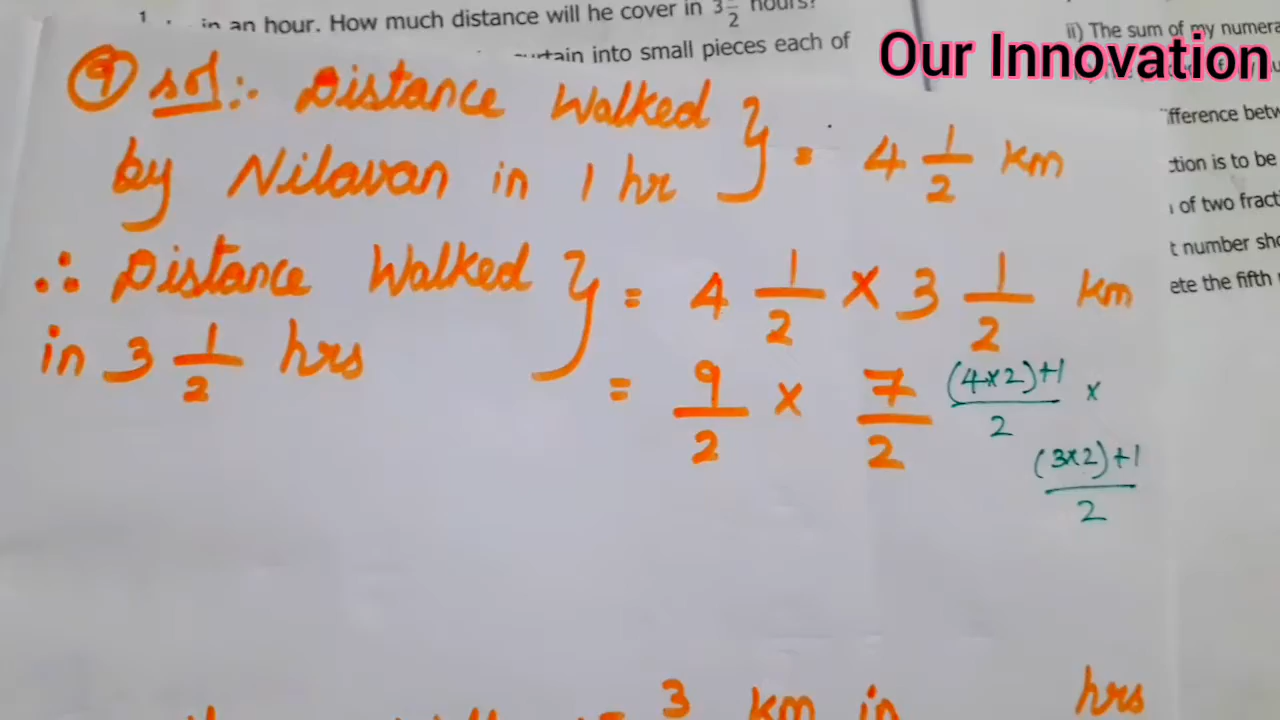 in an hour. How much distance will he cover in 3 1/2 hours?
curtain into small pieces each of
Our Innovation
ii) The sum of my numera
9 Sol:. Distance Walked
by Nilavan in 1 hr } = 4 1/2 km
∴ Distance Walked
in 3 1/2 hrs } = 4 1/2 × 3 1/2 km
= 9/2 × 7/2
(4×2)+1/2 ×
(3×2)+1/2
ifference betw
ction is to be
of two fracti
t number sho
ete the fifth
3 km in
hrs